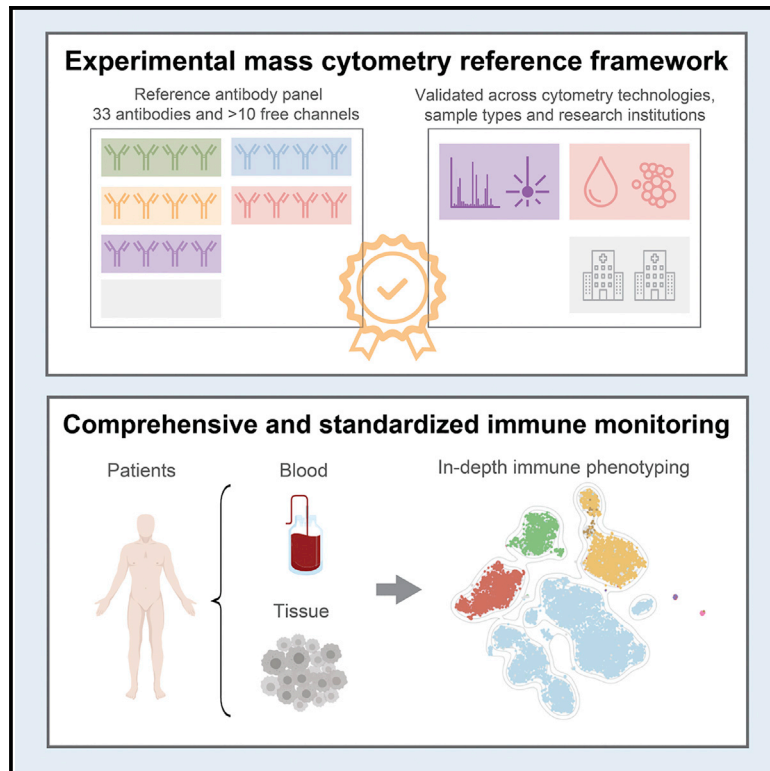 Experimental mass cytometry reference framework
Reference antibody panel
33 antibodies and >10 free channels
Validated across cytometry technologies,
sample types and research institutions
Comprehensive and standardized immune monitoring
Patients
Blood
Tissue
In-depth immune phenotyping